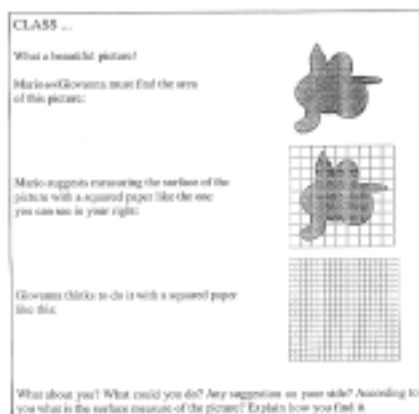 CLASS ...
What a beautiful picture!
Mario and Giovanna must find the area
of this picture:
Mario suggests measuring the surface of the
picture with a squared paper like the one
you can see in your right:
Giovanna thinks to do it with a squared paper
like this:
What about you? What could you do? Any suggestion on your side? According to
you what is the surface measure of the picture? Explain how you find it.